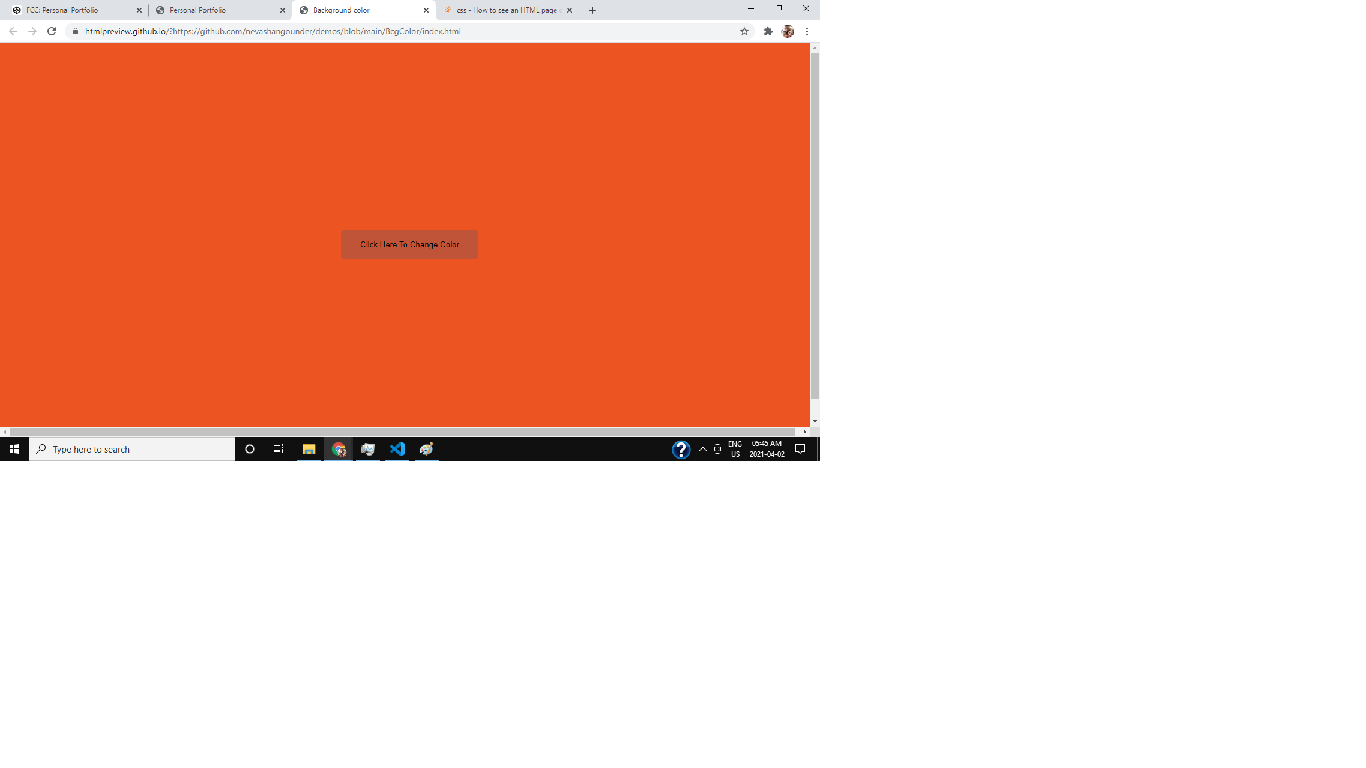 FCC: Personal Portfolio
Personal Portfolio
Background color
css - How to see an HTML page o
htmlpreview.github.io/?https://github.com/nevashangounder/demos/blob/main/BcgColor/index.html
Click Here To Change Color
Type here to search
ENG
US
05:45 AM
2021-04-02